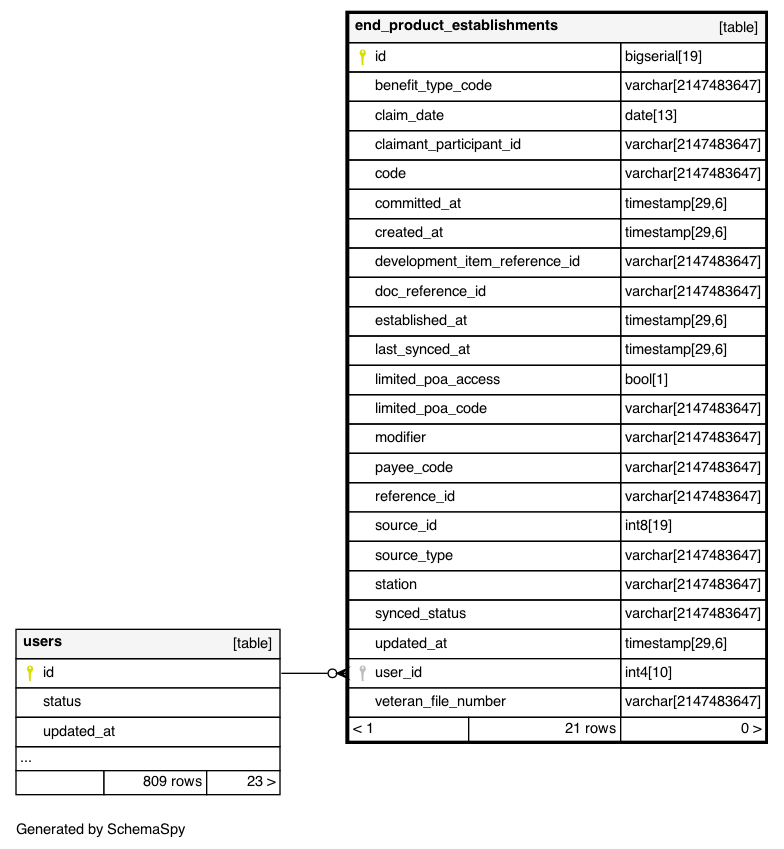 end_product_establishments [table]
id bigserial[19]
benefit_type_code varchar[2147483647]
claim_date date[13]
claimant_participant_id varchar[2147483647]
code varchar[2147483647]
committed_at timestamp[29,6]
created_at timestamp[29,6]
development_item_reference_id varchar[2147483647]
doc_reference_id varchar[2147483647]
established_at timestamp[29,6]
last_synced_at timestamp[29,6]
limited_poa_access bool[1]
limited_poa_code varchar[2147483647]
modifier varchar[2147483647]
payee_code varchar[2147483647]
reference_id varchar[2147483647]
source_id int8[19]
source_type varchar[2147483647]
station varchar[2147483647]
synced_status varchar[2147483647]
updated_at timestamp[29,6]
user_id int4[10]
veteran_file_number varchar[2147483647]
< 1 21 rows 0 >
users [table]
id
status
updated_at
...
809 rows 23 >
Generated by SchemaSpy